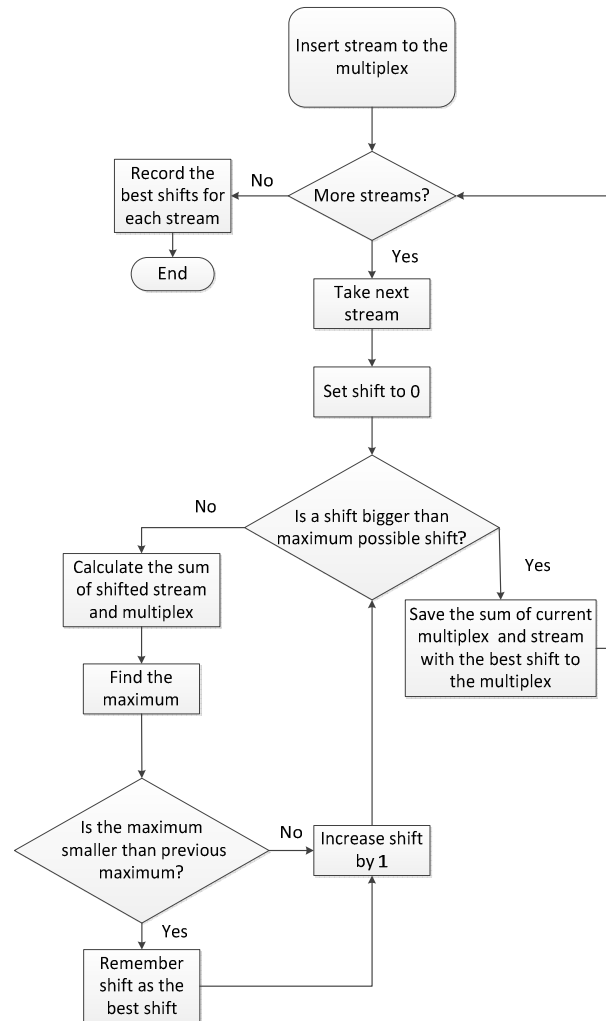 Insert stream to the
multiplex
Record the
best shifts for
each stream
No
More streams?
End
Yes
Take next
stream
Set shift to 0
No
Is a shift bigger than
maximum possible shift?
Yes
Calculate the sum
of shifted stream
and multiplex
Save the sum of current
multiplex and stream
with the best shift to
the multiplex
Find the
maximum
Is the maximum
smaller than previous
maximum?
No
Increase shift
by 1
Yes
Remember
shift as the
best shift